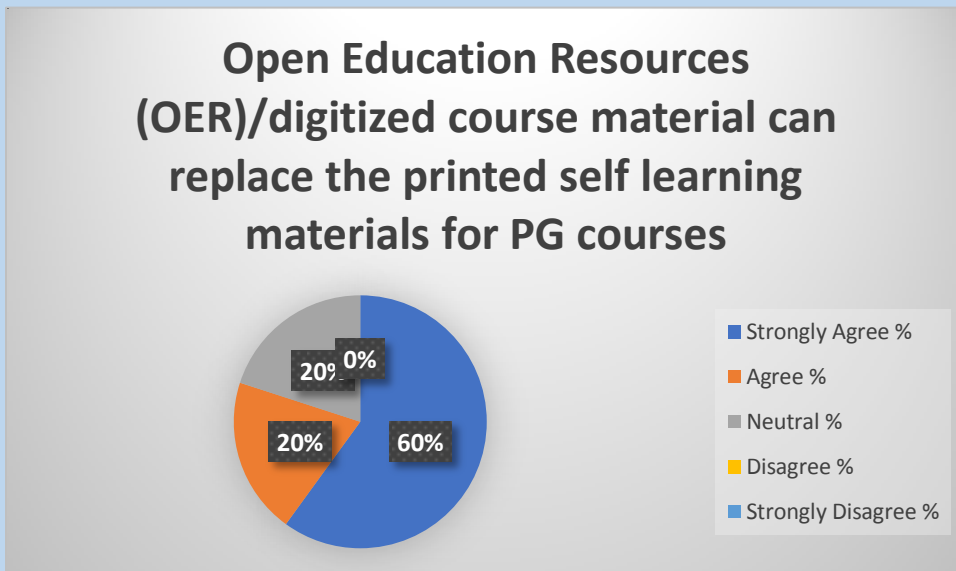 Open Education Resources
(OER)/digitized course material can
replace the printed self learning
materials for PG courses
20%
0%
20%
60%
Strongly Agree %
Agree %
Neutral %
Disagree %
Strongly Disagree %